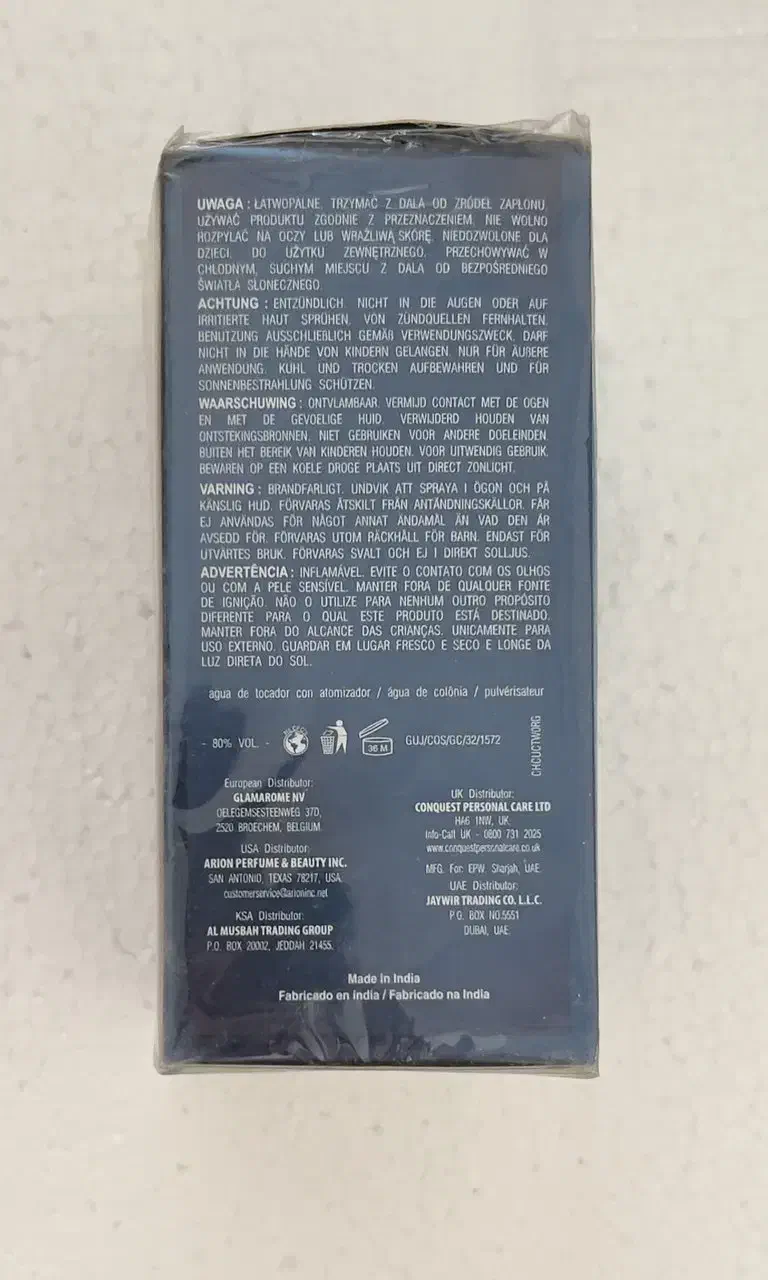 UWAGA : ŁATWOPALNE. TRZYMAĆ Z DALA OD ŹRÓDEŁ ZAPŁONU.
UŻYWAĆ PRODUKTU ZGODNIE Z PRZEZNACZENIEM. NIE WOLNO
ROZPYLAĆ NA OCZY LUB WRAŻLIWĄ SKÓRĘ. NIEDOZWOLONE DLA
DZIECI. DO UŻYTKU ZEWNĘTRZNEGO. PRZECHOWYWAĆ W
CHŁODNYM, SUCHYM MIEJSCU Z DALA OD BEZPOŚREDNIEGO
ŚWIATŁA SŁONECZNEGO.
ACHTUNG : ENTZÜNDLICH. NICHT IN DIE AUGEN ODER AUF
IRRITIERTE HAUT SPRÜHEN. VON ZÜNDQUELLEN FERNHALTEN.
BENUTZUNG AUSSCHLIEßLICH GEMÄß VERWENDUNGSZWECK. DARF
NICHT IN DIE HÄNDE VON KINDERN GELANGEN. NUR FÜR ÄUßERE
ANWENDUNG. KÜHL UND TROCKEN AUFBEWAHREN UND FÜR
SONNENBESTRAHLUNG SCHÜTZEN.
WAARSCHUWING : ONTVLAMBAAR. VERMIJD CONTACT MET DE OGEN
EN MET DE GEVOELIGE HUID. VERWIJDERD HOUDEN VAN
ONTSTEKINGSBRONNEN. NIET GEBRUIKEN VOOR ANDERE DOELEINDEN.
BUITEN HET BEREIK VAN KINDEREN HOUDEN. VOOR UITWENDIG GEBRUIK.
BEWAREN OP EEN KOELE DROGE PLAATS UIT DIRECT ZONLICHT.
VARNING : BRANDFARLIGT. UNDVIK ATT SPRAYA I ÖGON OCH PÅ
KÄNSLIG HUD. FÖRVARAS ÅTSKILT FRÅN ANTÄNDNINGSKÄLLOR. FÅR
EJ ANVÄNDAS FÖR NÅGOT ANNAT ÄNDAMÅL ÄN VAD DEN ÄR
AVSEDD FÖR. FÖRVARAS UTOM RÄCKHÅLL FÖR BARN. ENDAST FÖR
UTVÄRTES BRUK. FÖRVARAS SVALT OCH EJ I DIREKT SOLLJUS.
ADVERTÊNCIA : INFLAMÁVEL. EVITE O CONTATO COM OS OLHOS
OU COM A PELE SENSÍVEL. MANTER FORA DE QUALQUER FONTE
DE IGNIÇÃO. NÃO O UTILIZE PARA NENHUM OUTRO PROPÓSITO
DIFERENTE PARA O QUAL ESTE PRODUTO ESTÁ DESTINADO.
MANTER FORA DO ALCANCE DAS CRIANÇAS. UNICAMENTE PARA
USO EXTERNO. GUARDAR EM LUGAR FRESCO E SECO E LONGE DA
LUZ DIRETA DO SOL.
agua de tocador con atomizador / água de colônia / pulvérisateur
- 80% VOL. -
36 M
GUJ/COS/GC/32/1572
CHCUCTWORG
European Distributor:
GLAMAROME NV
OELEGEMSESTEENWEG 37D,
2520 BROECHEM, BELGIUM.
USA Distributor:
ARION PERFUME & BEAUTY INC.
SAN ANTONIO, TEXAS 78217, USA.
customerservice@arioninc.net
KSA Distributor:
AL MUSBAH TRADING GROUP
P.O. BOX 20002, JEDDAH 21455.
UK Distributor:
CONQUEST PERSONAL CARE LTD
HA6 1NW, UK.
Info-Call UK - 0800 731 2025
www.conquestpersonalcare.co.uk
MFG. For: EPW. Sharjah, UAE.
UAE Distributor:
JAYWIR TRADING CO. L.L.C.
P.O. BOX NO.5551
DUBAI, UAE.
Made in India
Fabricado en India / Fabricado na India